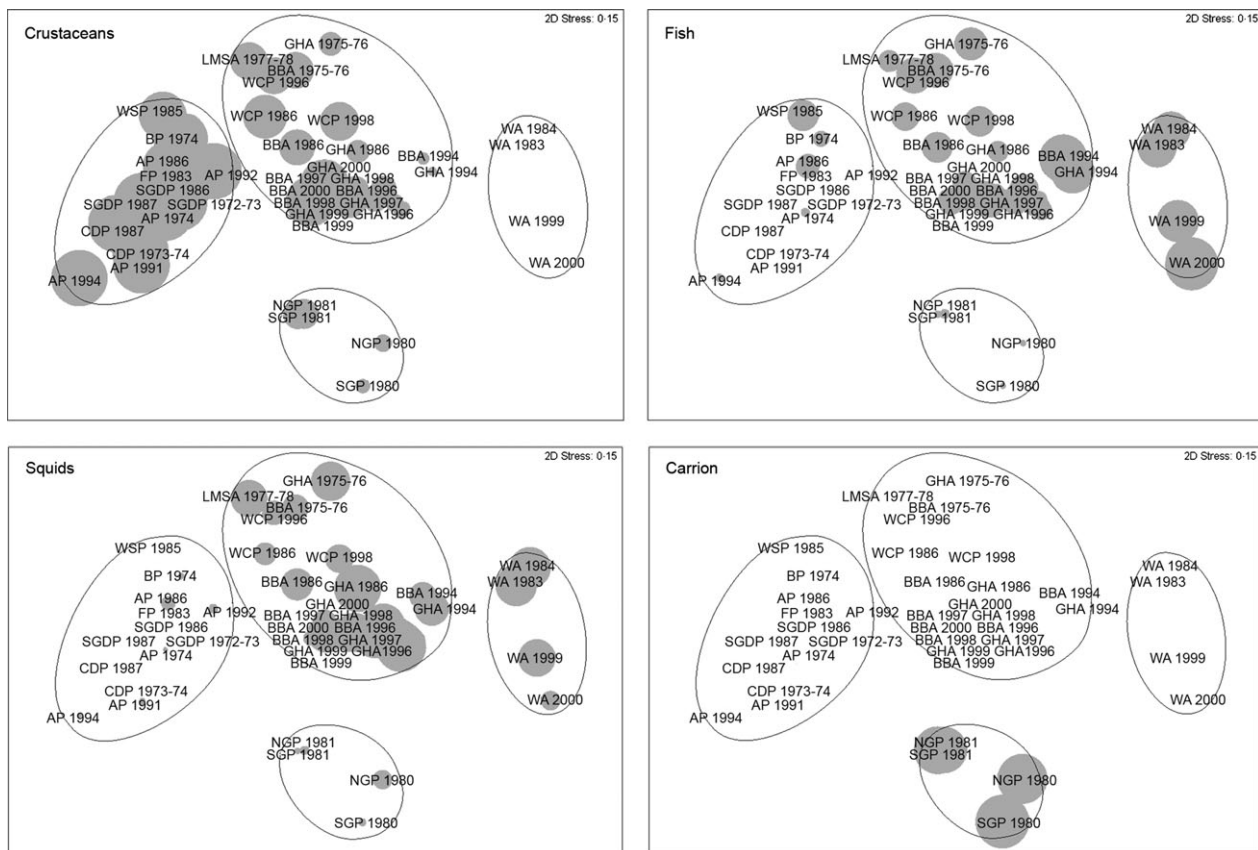 2D Stress: 0·15
Crustaceans
GHA 1975-76
LMSA 1977-78
BBA 1975-76
WCP 1996
WSP 1985
WCP 1986
WCP 1998
BP 1974
BBA 1986
GHA 1986
AP 1986
FP 1983
AP 1992
GHA 2000
BBA 1994
GHA 1994
BBA 1997 GHA 1998
SGDP 1986
BBA 2000 BBA 1996
SGDP 1987 SGDP 1972-73
BBA 1998 GHA 1997
AP 1974
GHA 1999 GHA1996
CDP 1987
BBA 1999
CDP 1973-74
AP 1991
AP 1994
WA 1984
WA 1983
WA 1999
WA 2000
NGP 1981
SGP 1981
NGP 1980
SGP 1980
2D Stress: 0·15
Fish
GHA 1975-76
LMSA 1977-78
BBA 1975-76
WCP 1996
WSP 1985
WCP 1986
WCP 1998
BP 1974
BBA 1986
GHA 1986
AP 1986
FP 1983
AP 1992
GHA 2000
BBA 1994
GHA 1994
BBA 1997 GHA 1998
SGDP 1986
BBA 2000 BBA 1996
SGDP 1987 SGDP 1972-73
BBA 1998 GHA 1997
AP 1974
GHA 1999 GHA1996
CDP 1987
BBA 1999
CDP 1973-74
AP 1991
AP 1994
WA 1984
WA 1983
WA 1999
WA 2000
NGP 1981
SGP 1981
NGP 1980
SGP 1980
2D Stress: 0·15
Squids
GHA 1975-76
LMSA 1977-78
BBA 1975-76
WCP 1996
WSP 1985
WCP 1986
WCP 1998
BP 1974
BBA 1986
GHA 1986
AP 1986
FP 1983
AP 1992
GHA 2000
BBA 1994
GHA 1994
BBA 1997 GHA 1998
SGDP 1986
BBA 2000 BBA 1996
SGDP 1987 SGDP 1972-73
BBA 1998 GHA 1997
AP 1974
GHA 1999 GHA1996
CDP 1987
BBA 1999
CDP 1973-74
AP 1991
AP 1994
WA 1984
WA 1983
WA 1999
WA 2000
NGP 1981
SGP 1981
NGP 1980
SGP 1980
2D Stress: 0·15
Carrion
GHA 1975-76
LMSA 1977-78
BBA 1975-76
WCP 1996
WSP 1985
WCP 1986
WCP 1998
BP 1974
BBA 1986
GHA 1986
AP 1986
FP 1983
AP 1992
GHA 2000
BBA 1994
GHA 1994
BBA 1997 GHA 1998
SGDP 1986
BBA 2000 BBA 1996
SGDP 1987 SGDP 1972-73
BBA 1998 GHA 1997
AP 1974
GHA 1999 GHA1996
CDP 1987
BBA 1999
CDP 1973-74
AP 1991
AP 1994
WA 1984
WA 1983
WA 1999
WA 2000
NGP 1981
SGP 1981
NGP 1980
SGP 1980